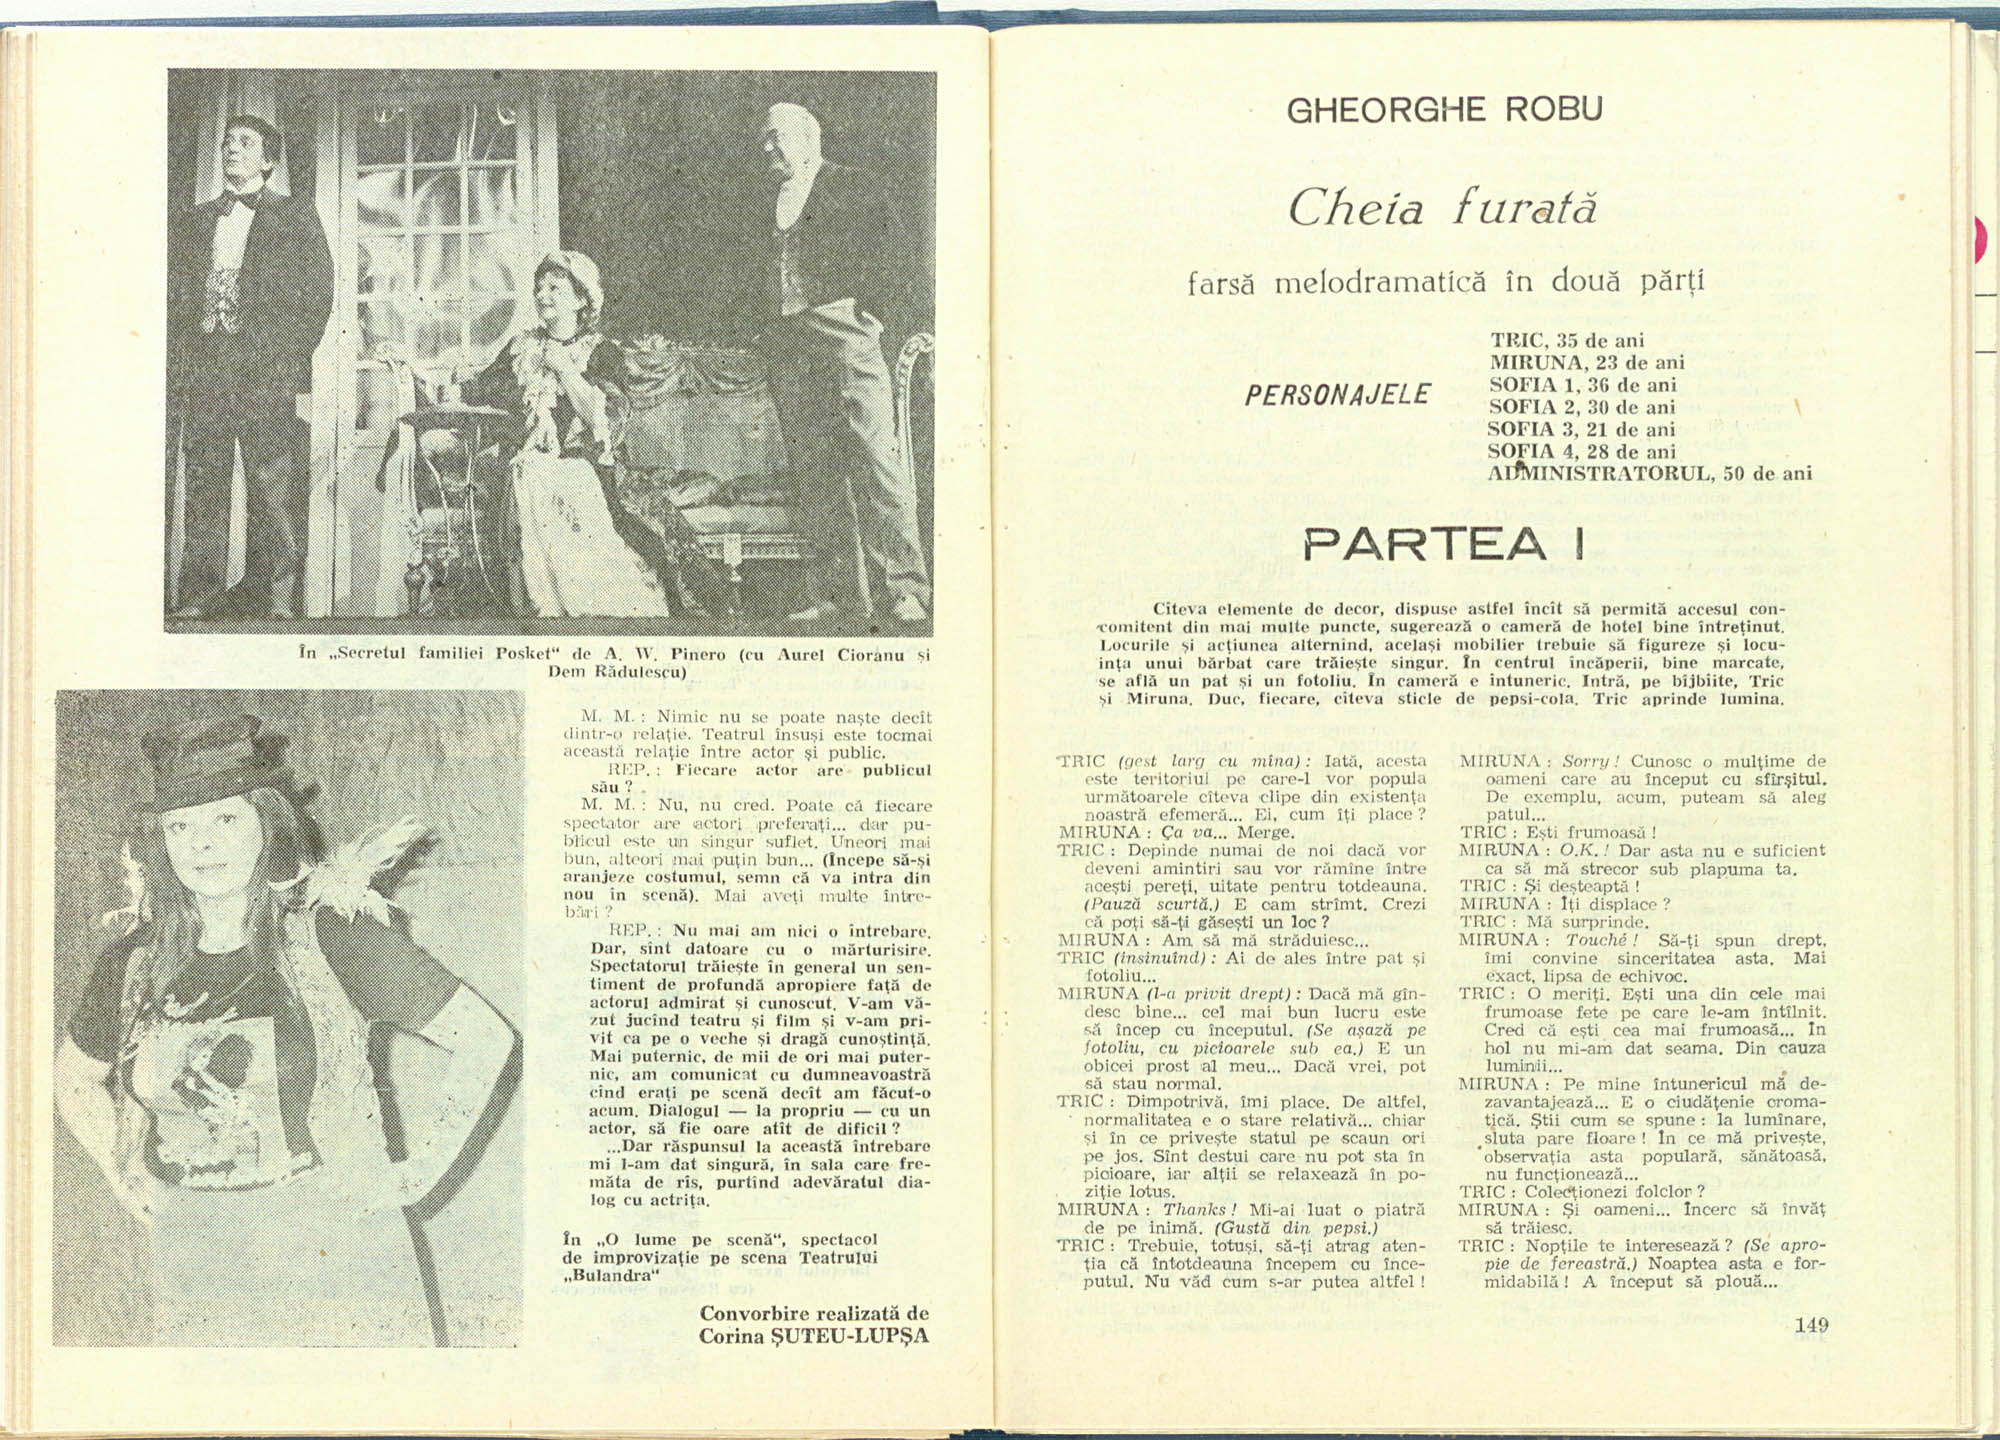 În „Secretul familiei Posket“ de A. W. Pinero (cu Aurel Cioranu și
Dem Rădulescu)
M. M. : Nimic nu se poate naște decît
dintr-o relație. Teatrul însuși este tocmai
această relație între actor și public.
REP. : Fiecare actor are publicul
său ?
M. M. : Nu, nu cred. Poate că fiecare
spectator are actori preferați... dar pu-
blicul este un singur suflet. Uneori mai
bun, alteori mai puțin bun... (Începe să-și
aranjeze costumul, semn că va intra din
nou în scenă). Mai aveți multe între-
bări ?
REP. : Nu mai am nici o întrebare.
Dar, sînt datoare cu o mărturisire.
Spectatorul trăiește în general un sen-
timent de profundă apropiere față de
actorul admirat și cunoscut. V-am vă-
zut jucînd teatru și film și v-am pri-
vit ca pe o veche și dragă cunoștință.
Mai puternic, de mii de ori mai puter-
nic, am comunicat cu dumneavoastră
cînd erați pe scenă decît am făcut-o
acum. Dialogul — la propriu — cu un
actor, să fie oare atît de dificil ?
...Dar răspunsul la această întrebare
mi l-am dat singură, în sala care fre-
măta de rîs, purtînd adevăratul dia-
log cu actrița.
În „O lume pe scenă“, spectacol
de improvizație pe scena Teatrului
„Bulandra“
Convorbire realizată de
Corina ȘUTEU-LUPȘA
GHEORGHE ROBU
Cheia furată
farsă melodramatică în două părți
PERSONAJELE
TRIC, 35 de ani
MIRUNA, 23 de ani
SOFIA 1, 36 de ani
SOFIA 2, 30 de ani
SOFIA 3, 21 de ani
SOFIA 4, 28 de ani
ADMINISTRATORUL, 50 de ani
PARTEA I
Cîteva elemente de decor, dispuse astfel încît să permită accesul con-
comitent din mai multe puncte, sugerează o cameră de hotel bine întreținut.
Locurile și acțiunea alternînd, același mobilier trebuie să figureze și locu-
ința unui bărbat care trăiește singur. În centrul încăperii, bine marcate,
se află un pat și un fotoliu. În cameră e întuneric. Intră, pe bîjbîite, Tric
și Miruna. Duc, fiecare, cîteva sticle de pepsi-cola. Tric aprinde lumina.
TRIC (gest larg cu mîna) : Iată, acesta
este teritoriul pe care-l vor popula
următoarele cîteva clipe din existența
noastră efemeră... Ei, cum îți place ?
MIRUNA : Ça va... Merge.
TRIC : Depinde numai de noi dacă vor
deveni amintiri sau vor rămîne între
acești pereți, uitate pentru totdeauna.
(Pauză scurtă.) E cam strîmt. Crezi
că poți să-ți găsești un loc ?
MIRUNA : Am să mă străduiesc...
TRIC (insinuînd) : Ai de ales între pat și
fotoliu...
MIRUNA (l-a privit drept) : Dacă mă gîn-
desc bine... cel mai bun lucru este
să încep cu începutul. (Se așază pe
fotoliu, cu picioarele sub ea.) E un
obicei prost al meu... Dacă vrei, pot
să stau normal.
TRIC : Dimpotrivă, îmi place. De altfel,
normalitatea e o stare relativă... chiar
și în ce privește statul pe scaun ori
pe jos. Sînt destui care nu pot sta în
picioare, iar alții se relaxează în po-
ziție lotus.
MIRUNA : Thanks ! Mi-ai luat o piatră
de pe inimă. (Gustă din pepsi.)
TRIC : Trebuie, totuși, să-ți atrag aten-
ția că întotdeauna începem cu înce-
putul. Nu văd cum s-ar putea altfel !
MIRUNA : Sorry ! Cunosc o mulțime de
oameni care au început cu sfîrșitul.
De exemplu, acum, puteam să aleg
patul...
TRIC : Ești frumoasă !
MIRUNA : O.K. ! Dar asta nu e suficient
ca să mă strecor sub plapuma ta.
TRIC : Și deșteaptă !
MIRUNA : Îți displace ?
TRIC : Mă surprinde.
MIRUNA : Touché ! Să-ți spun drept,
îmi convine sinceritatea asta. Mai
exact, lipsa de echivoc.
TRIC : O meriți. Ești una din cele mai
frumoase fete pe care le-am întîlnit.
Cred că ești cea mai frumoasă... În
hol nu mi-am dat seama. Din cauza
luminii...
MIRUNA : Pe mine întunericul mă de-
zavantajează... E o ciudățenie croma-
tică. Știi cum se spune : la lumînare,
sluta pare floare ! În ce mă privește,
observația asta populară, sănătoasă,
nu funcționează...
TRIC : Colecționezi folclor ?
MIRUNA : Și oameni... Încerc să învăț
să trăiesc.
TRIC : Nopțile te interesează ? (Se apro-
pie de fereastră.) Noaptea asta e for-
midabilă ! A început să plouă...
149